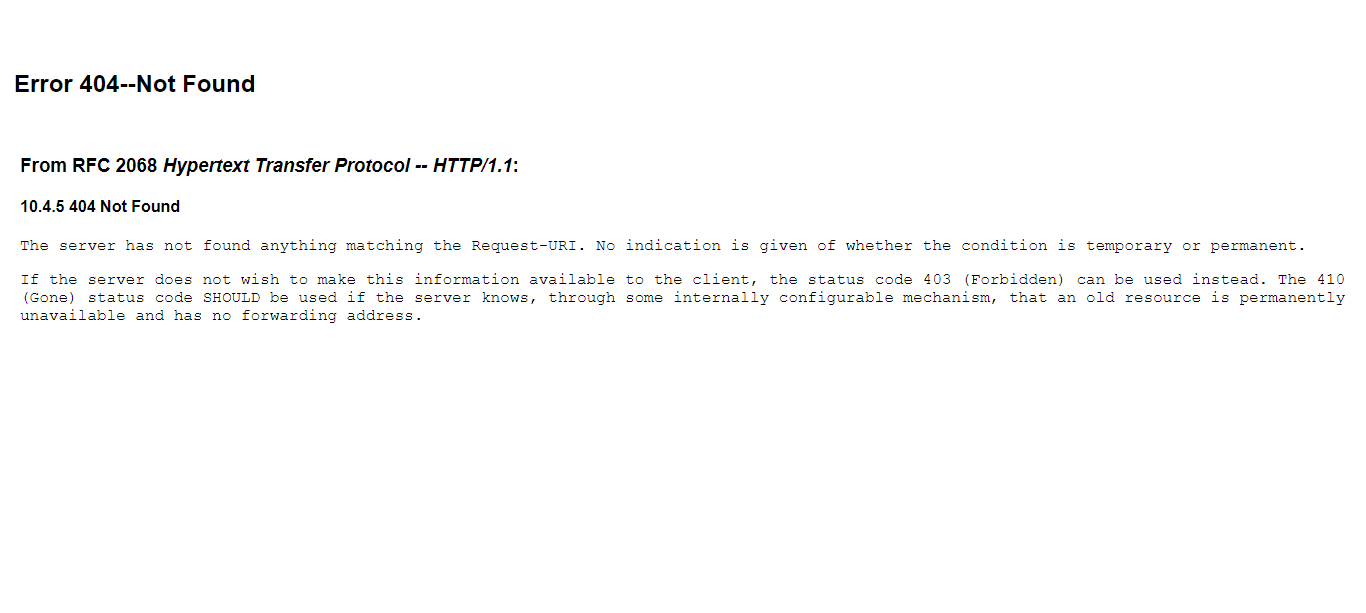 Error 404--Not Found
From RFC 2068 Hypertext Transfer Protocol -- HTTP/1.1:
10.4.5 404 Not Found
The server has not found anything matching the Request-URI. No indication is given of whether the condition is temporary or permanent.
If the server does not wish to make this information available to the client, the status code 403 (Forbidden) can be used instead. The 410
(Gone) status code SHOULD be used if the server knows, through some internally configurable mechanism, that an old resource is permanently
unavailable and has no forwarding address.